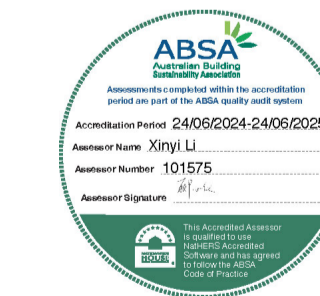 ABSA
Australian Building
Sustainability Association
Assessments completed within the accreditation
period are part of the ABSA quality audit system
Accreditation Period 24/06/2024-24/06/2025
Assessor Name Xinyi Li
Assessor Number 101575
Assessor Signature
This Accredited Assessor
is qualified to use
NatHERS Accredited
Software and has agreed
to follow the ABSA
Code of Practice
HOUSE